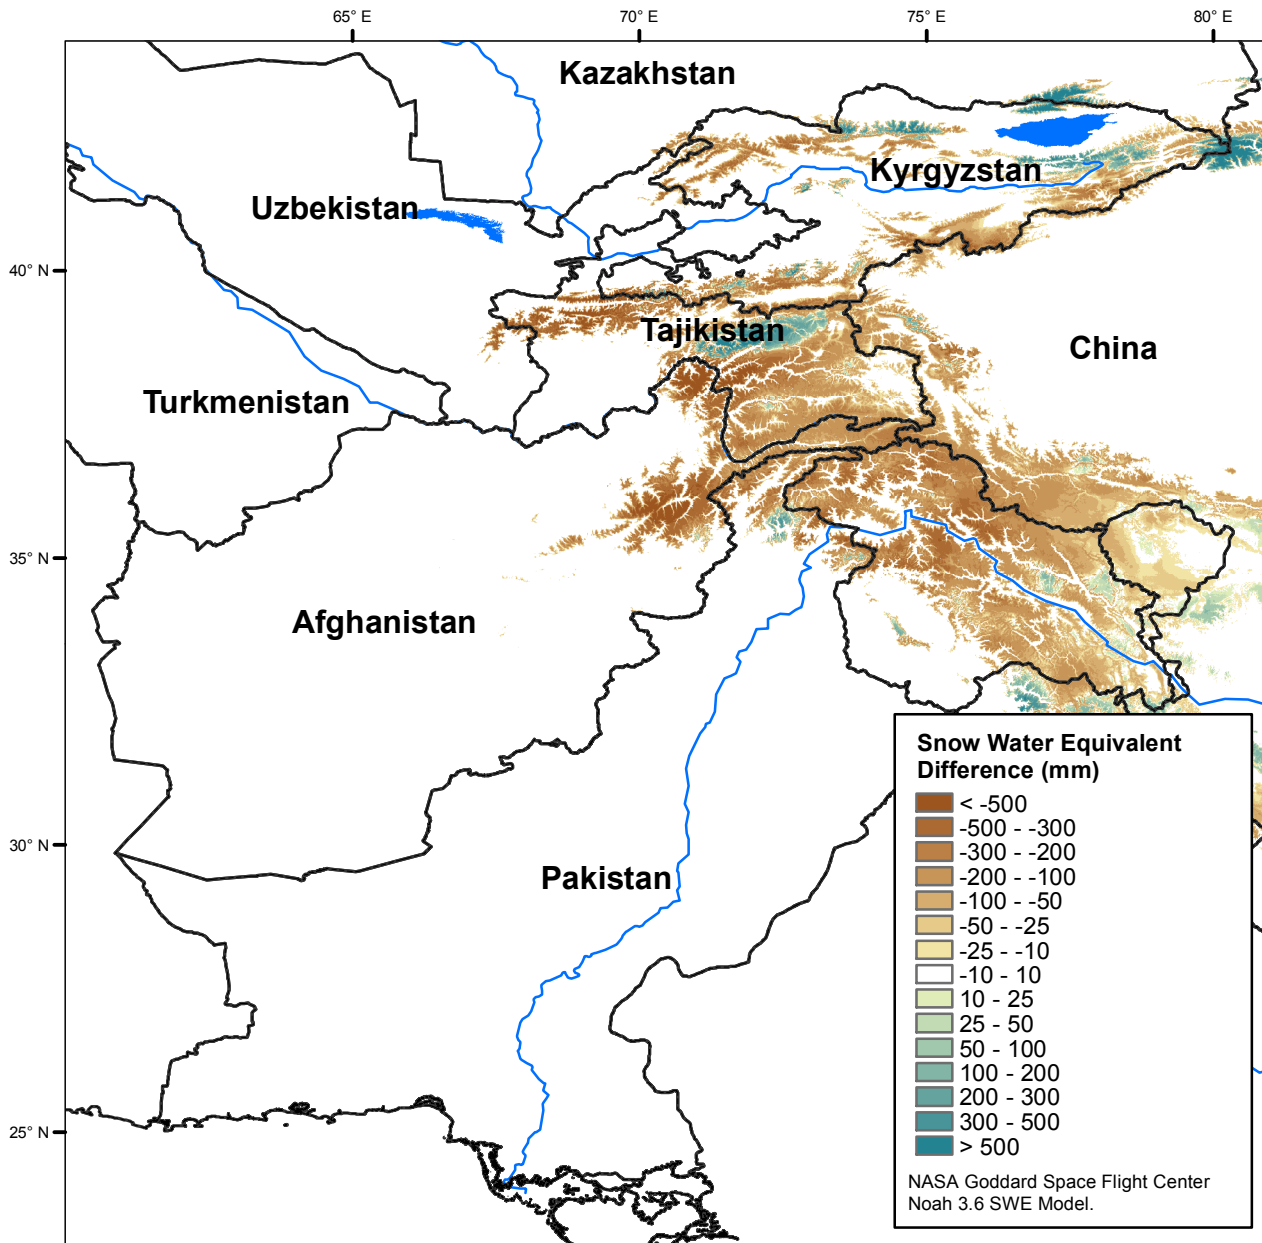 65° E
70° E
75° E
80° E
Kazakhstan
Kyrgyzstan
Uzbekistan
40° N
Tajikistan
China
Turkmenistan
35° N
Afghanistan
30° N
Pakistan
25° N
Snow Water Equivalent
Difference (mm)
< -500
-500 - -300
-300 - -200
-200 - -100
-100 - -50
-50 - -25
-25 - -10
-10 - 10
10 - 25
25 - 50
50 - 100
100 - 200
200 - 300
300 - 500
> 500
NASA Goddard Space Flight Center
Noah 3.6 SWE Model.